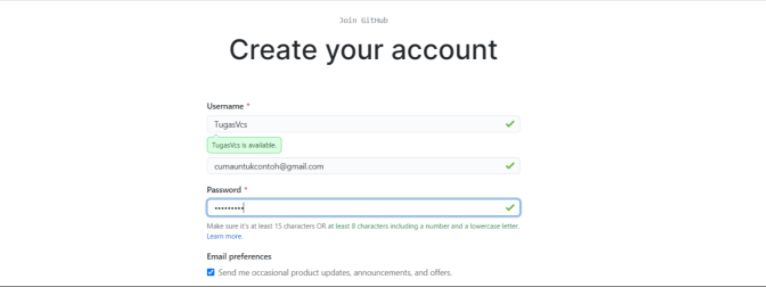 Join GitHub
Create your account
Username *
TugasVcs
TugasVcs is available.
cumauntukcontoh@gmail.com
Password *
•••••••••
Make sure it's at least 15 characters OR at least 8 characters including a number and a lowercase letter.
Learn more.
Email preferences
Send me occasional product updates, announcements, and offers.